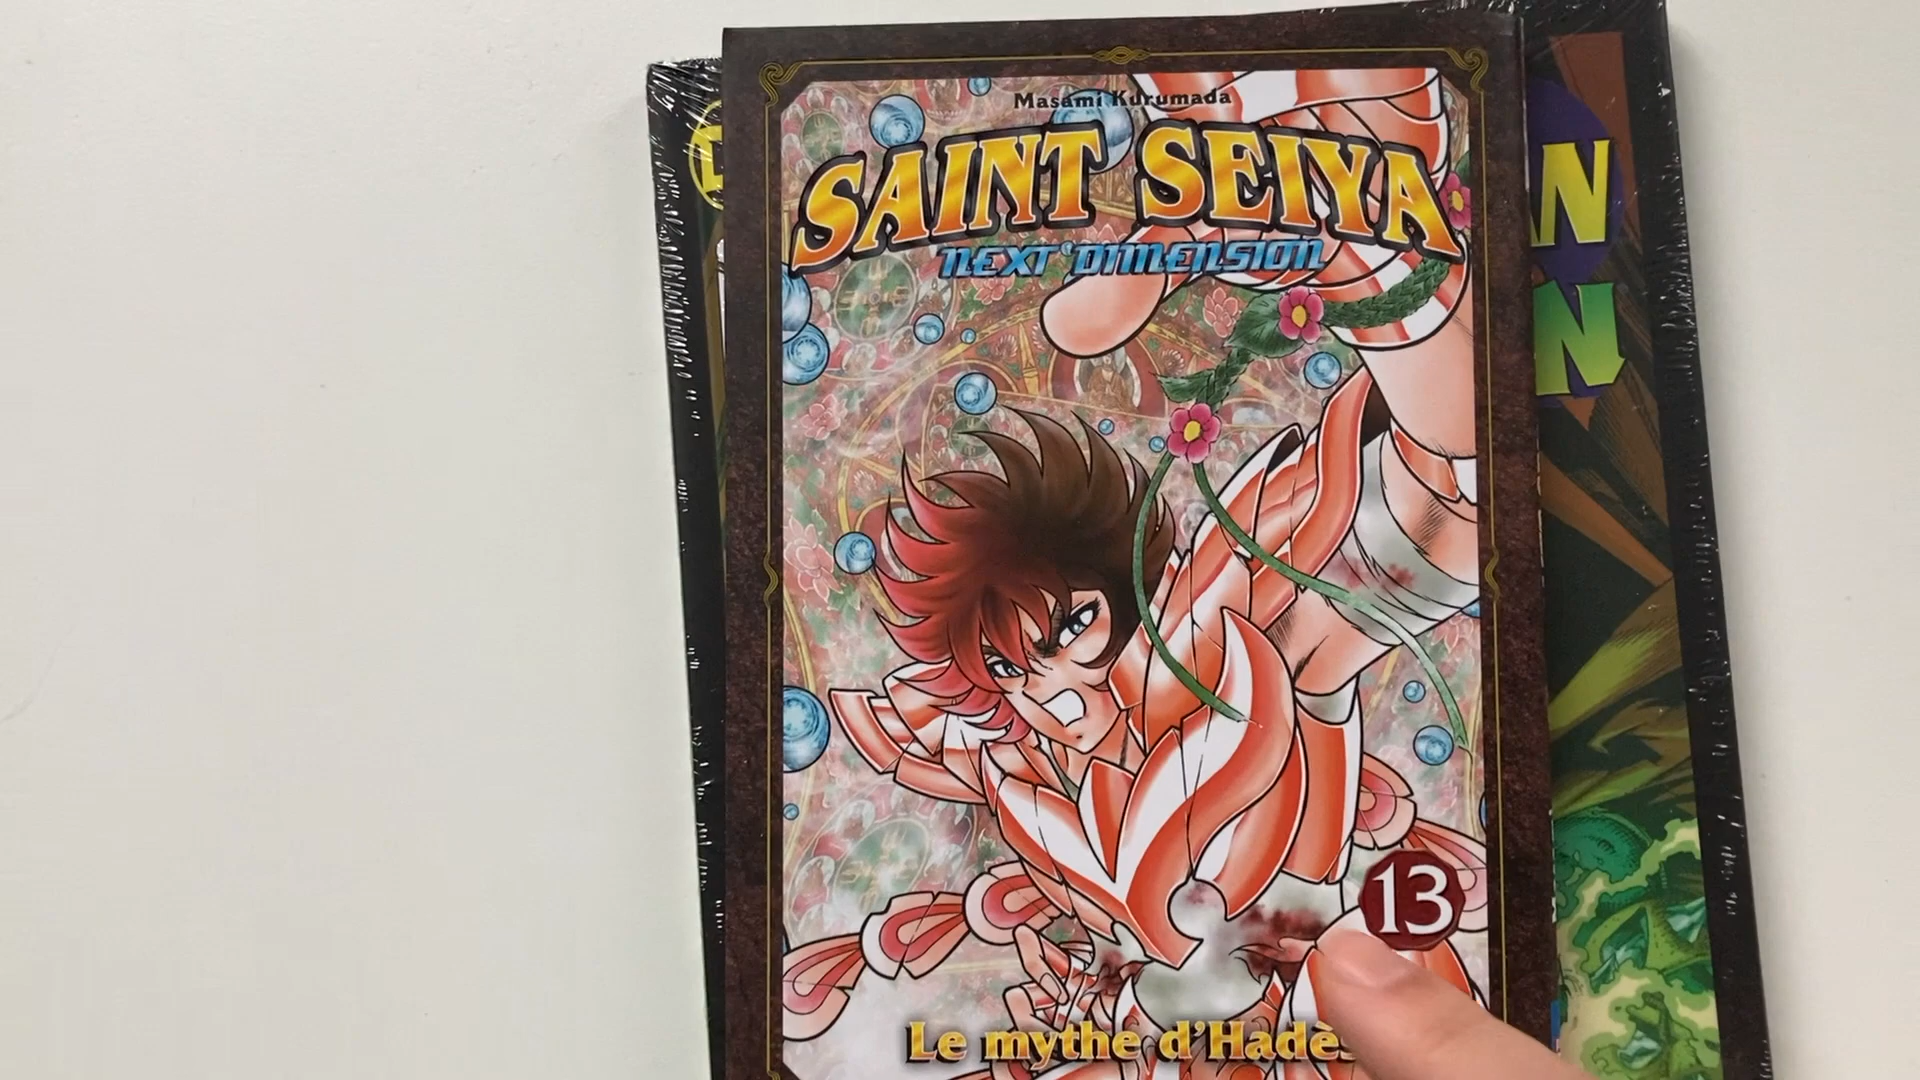 Masami Kurumada
SAINT SEIYA
NEXT DIMENSION
13
Le mythe d'Hadès